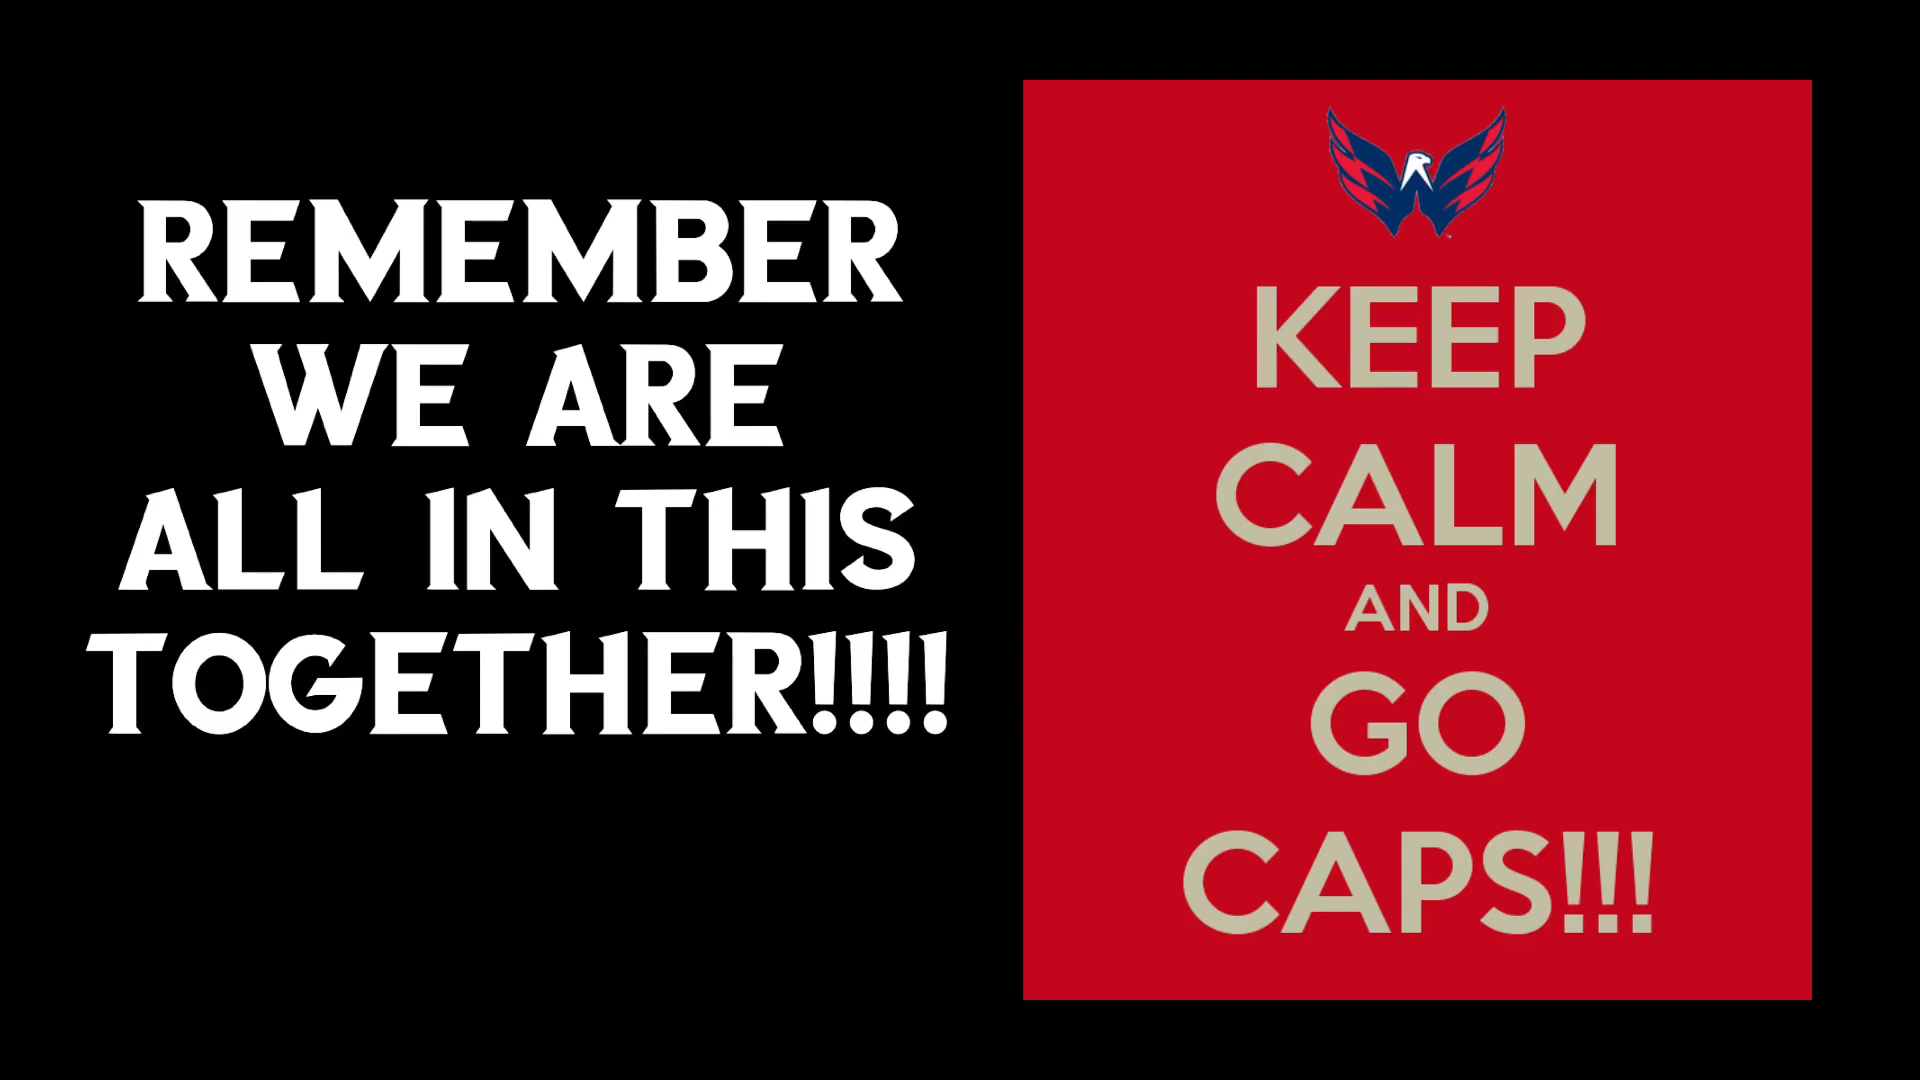 REMEMBER
WE ARE
ALL IN THIS
TOGETHER!!!!
KEEP
CALM
AND
GO
CAPS!!!